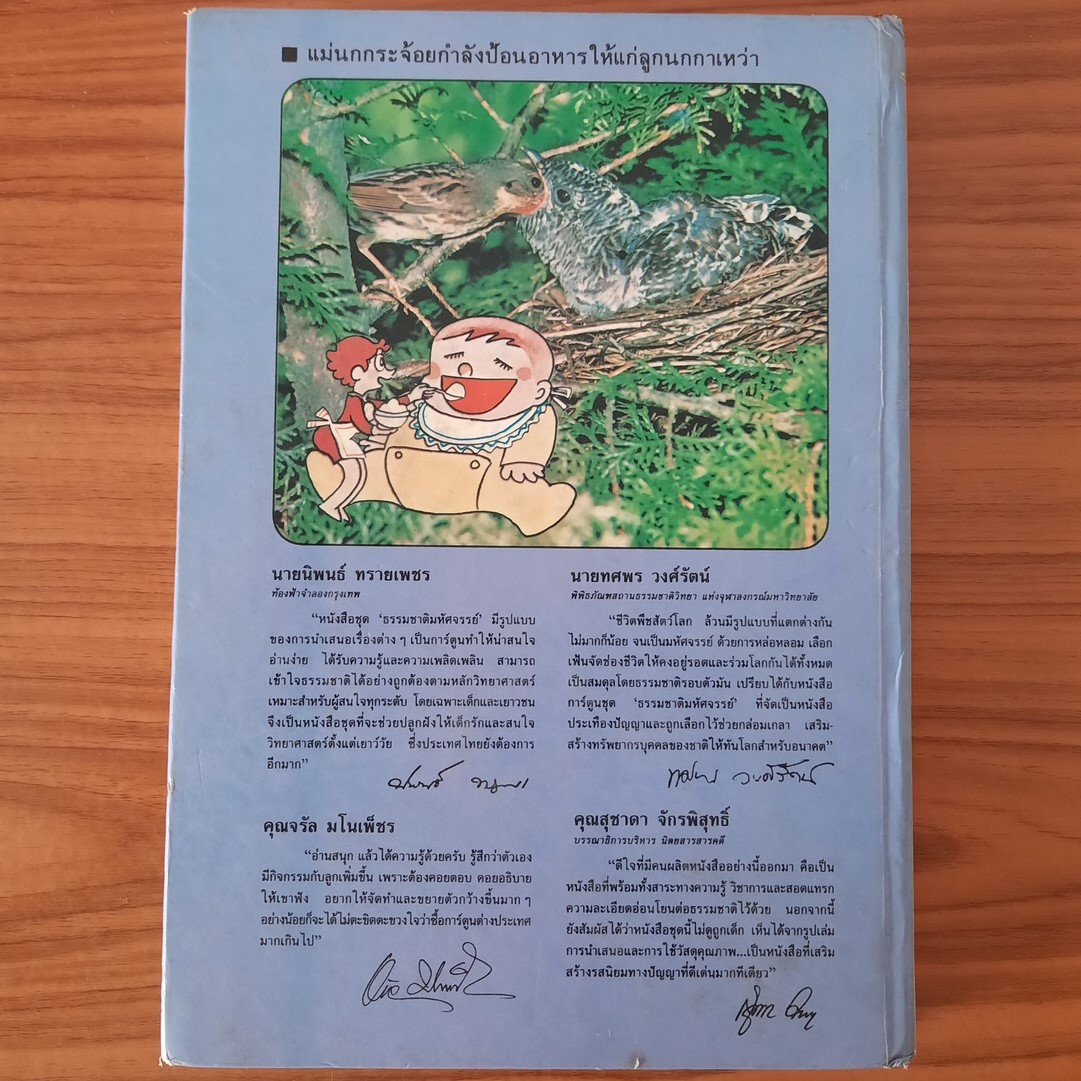 ■ แม่นกกระจ้อยกำลังป้อนอาหารให้แก่ลูกนกกาเหว่า
นายนิพนธ์ ทรายเพชร
ท้องฟ้าจำลองกรุงเทพ
“หนังสือชุด ‘ธรรมชาติมหัศจรรย์’ มีรูปแบบ
ของการนำเสนอเรื่องต่าง ๆ เป็นการ์ตูนทำให้น่าสนใจ
อ่านง่าย ได้รับความรู้และความเพลิดเพลิน สามารถ
เข้าใจธรรมชาติได้อย่างถูกต้องตามหลักวิทยาศาสตร์
เหมาะสำหรับผู้สนใจทุกระดับ โดยเฉพาะเด็กและเยาวชน
จึงเป็นหนังสือชุดที่จะช่วยปลูกฝังให้เด็กรักและสนใจ
วิทยาศาสตร์ตั้งแต่เยาว์วัย ซึ่งประเทศไทยยังต้องการ
อีกมาก”
นายทศพร วงศ์รัตน์
พิพิธภัณฑสถานธรรมชาติวิทยา แห่งจุฬาลงกรณ์มหาวิทยาลัย
“ชีวิตพืชสัตว์โลก ล้วนมีรูปแบบที่แตกต่างกัน
ไม่มากก็น้อย จนเป็นมหัศจรรย์ ด้วยการหล่อหลอม เลือก
เฟ้นจัดช่องชีวิตให้คงอยู่รอดและร่วมโลกกันได้ทั้งหมด
เป็นสมดุลโดยธรรมชาติรอบตัวมัน เปรียบได้กับหนังสือ
การ์ตูนชุด ‘ธรรมชาติมหัศจรรย์’ ที่จัดเป็นหนังสือ
ประเทืองปัญญาและถูกเลือกไว้ช่วยกล่อมเกลา เสริม-
สร้างทรัพยากรบุคคลของชาติให้ทันโลกสำหรับอนาคต”
ทศพร วงศ์รัตน์
คุณจรัล มโนเพ็ชร
“อ่านสนุก แล้วได้ความรู้ด้วยครับ รู้สึกว่าตัวเอง
มีกิจกรรมกับลูกเพิ่มขึ้น เพราะต้องคอยตอบ คอยอธิบาย
ให้เขาฟัง อยากให้จัดทำและขยายตัวกว้างขึ้นมาก ๆ
อย่างน้อยก็จะได้ไม่ตะขิดตะขวงใจว่าซื้อการ์ตูนต่างประเทศ
มากเกินไป”
คุณสุชาดา จักรพิสุทธิ์
บรรณาธิการบริหาร นิตยสารสารคดี
“ดีใจที่มีคนผลิตหนังสืออย่างนี้ออกมา คือเป็น
หนังสือที่พร้อมทั้งสาระทางความรู้ วิชาการและสอดแทรก
ความละเอียดอ่อนโยนต่อธรรมชาติไว้ด้วย นอกจากนี้
ยังสัมผัสได้ว่าหนังสือชุดนี้ไม่ดูถูกเด็ก เห็นได้จากรูปเล่ม
การนำเสนอและการใช้วัสดุคุณภาพ...เป็นหนังสือที่เสริม
สร้างรสนิยมทางปัญญาที่ดีเด่นมากทีเดียว”